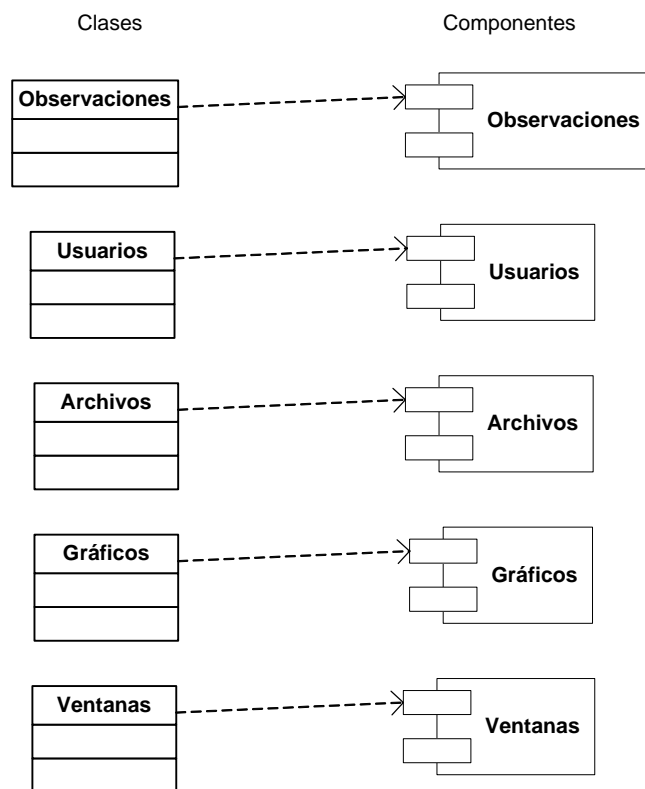 Clases
Componentes
Observaciones
Observaciones
Usuarios
Usuarios
Archivos
Archivos
Gráficos
Gráficos
Ventanas
Ventanas